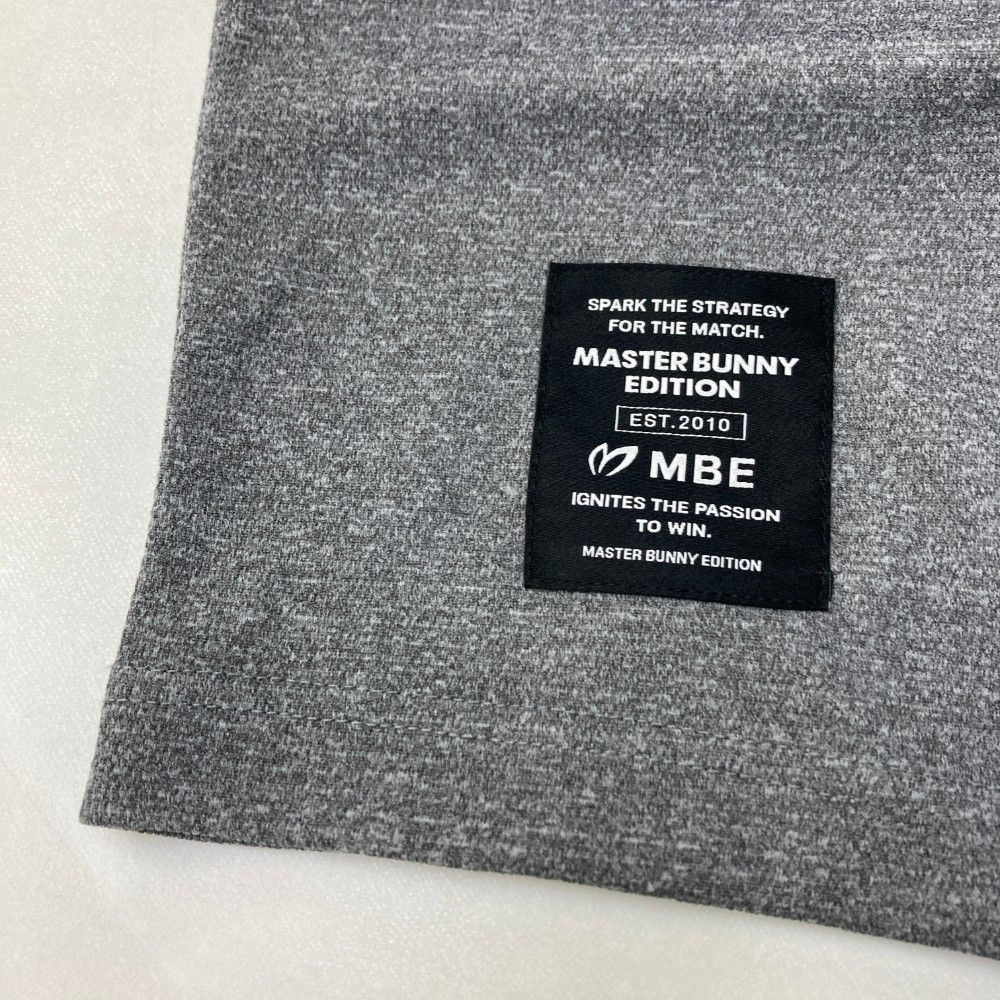 SPARK THE STRATEGY
FOR THE MATCH.
MASTER BUNNY
EDITION
EST.2010
MBE
IGNITES THE PASSION
TO WIN.
MASTER BUNNY EDITION